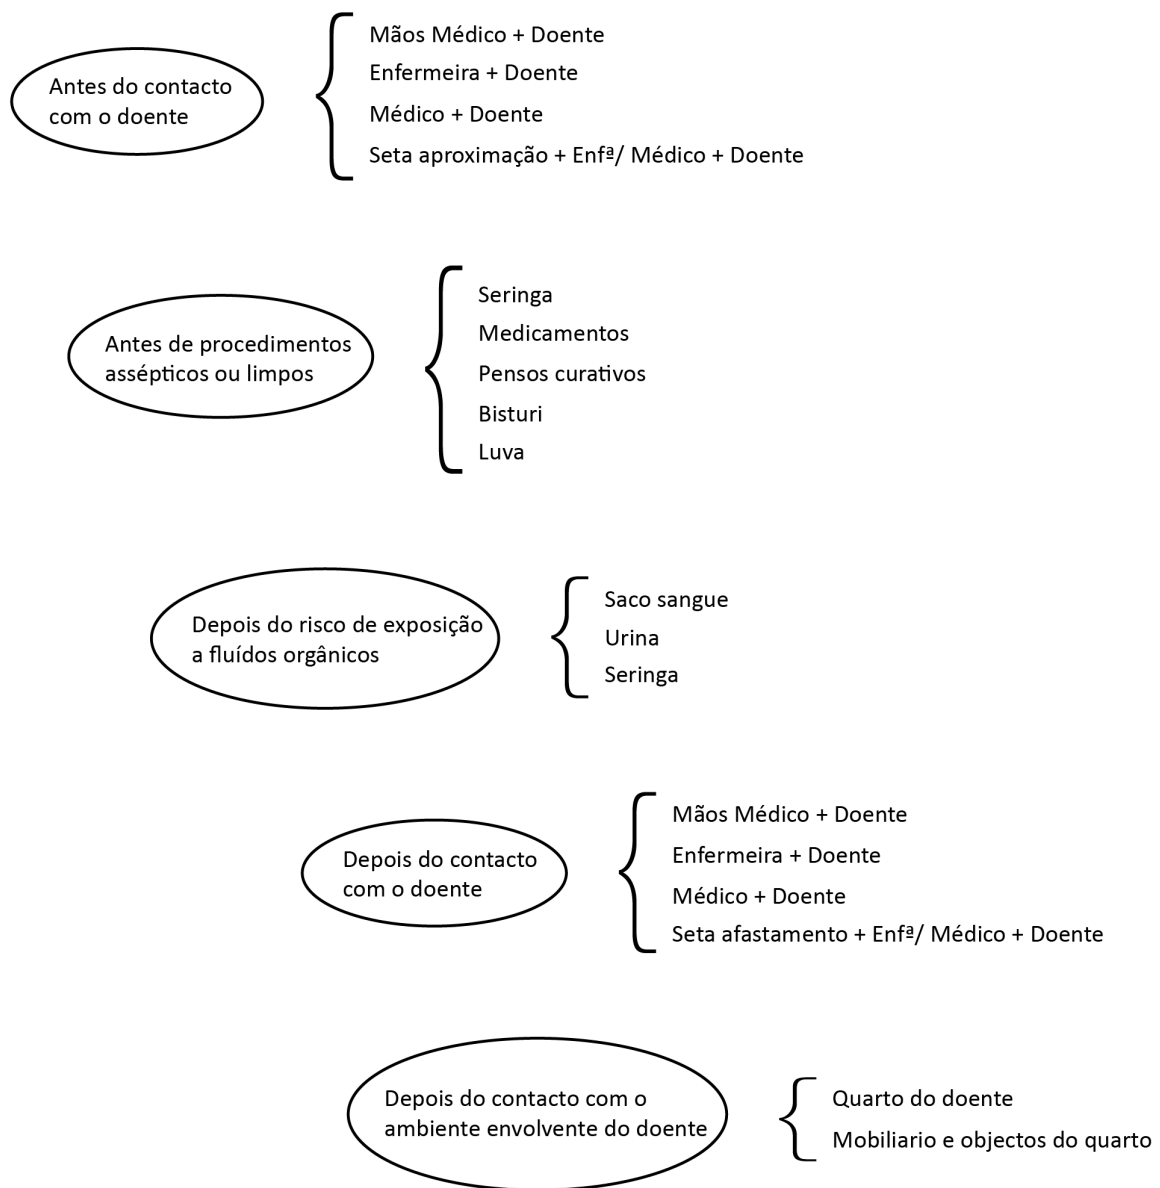 Antes do contacto
com o doente
Mãos Médico + Doente
Enfermeira + Doente
Médico + Doente
Seta aproximação + Enfª/ Médico + Doente
Antes de procedimentos
assépticos ou limpos
Seringa
Medicamentos
Pensos curativos
Bisturi
Luva
Depois do risco de exposição
a fluídos orgânicos
Saco sangue
Urina
Seringa
Depois do contacto
com o doente
Mãos Médico + Doente
Enfermeira + Doente
Médico + Doente
Seta afastamento + Enfª/ Médico + Doente
Depois do contacto com o
ambiente envolvente do doente
Quarto do doente
Mobiliario e objectos do quarto